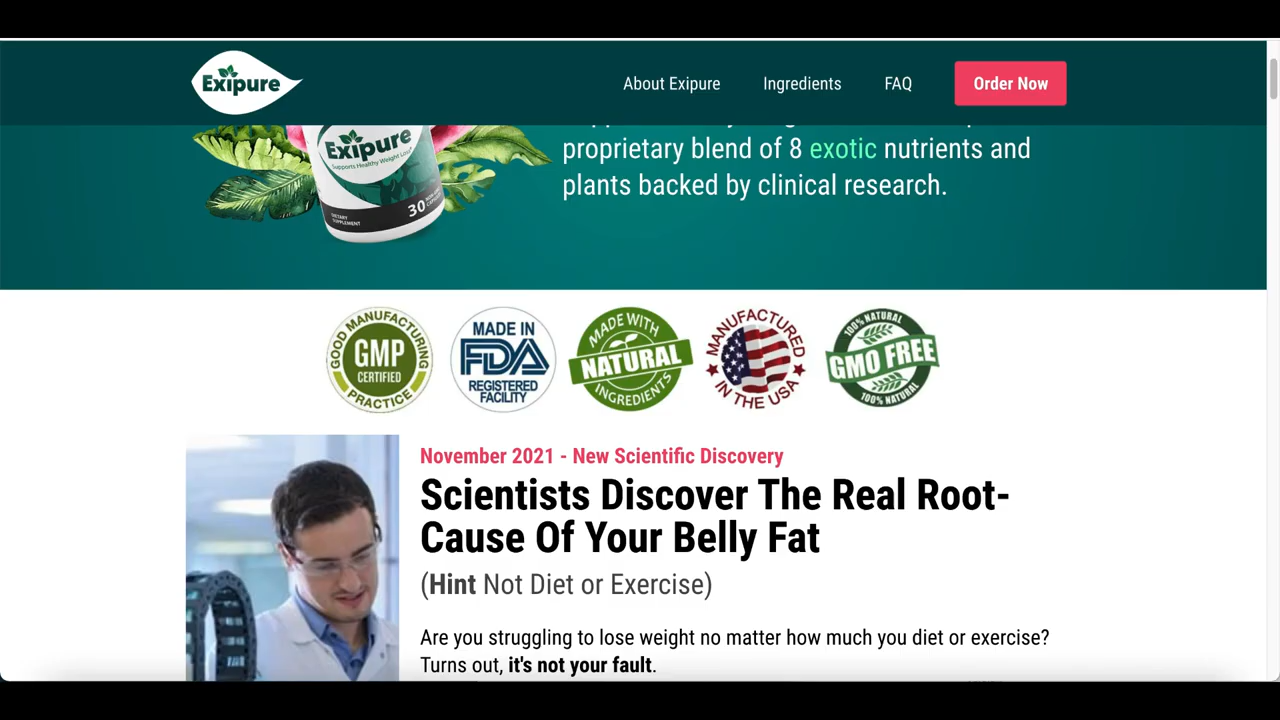 Exipure
About Exipure
Ingredients
FAQ
Order Now
Exipure
Supports Healthy Weight Loss
DIETARY
SUPPLEMENT
30
proprietary blend of 8 exotic nutrients and
plants backed by clinical research.
GOOD MANUFACTURING
GMP
CERTIFIED
PRACTICE
MADE IN
FDA
REGISTERED
FACILITY
MADE WITH
NATURAL
INGREDIENTS
MANUFACTURED
IN THE USA
100% NATURAL
GMO FREE
100% NATURAL
November 2021 - New Scientific Discovery
Scientists Discover The Real Root-
Cause Of Your Belly Fat
(Hint Not Diet or Exercise)
Are you struggling to lose weight no matter how much you diet or exercise?
Turns out, it's not your fault.